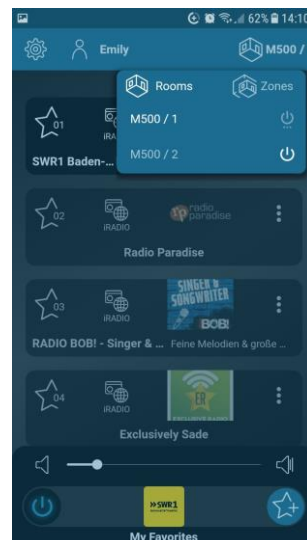 62% 14:10
Emily
M500 /
Rooms
Zones
M500 / 1
M500 / 2
01
SWR1 Baden-...
02
iRADIO
radio
paradise
Radio Paradise
03
iRADIO
SINGER &
SONGWRITER
BOB!
RADIO BOB! - Singer & ...
Feine Melodien & große ...
04
iRADIO
ER
EXCLUSIVE RADIO
Exclusively Sade
SWR1
My Favorites